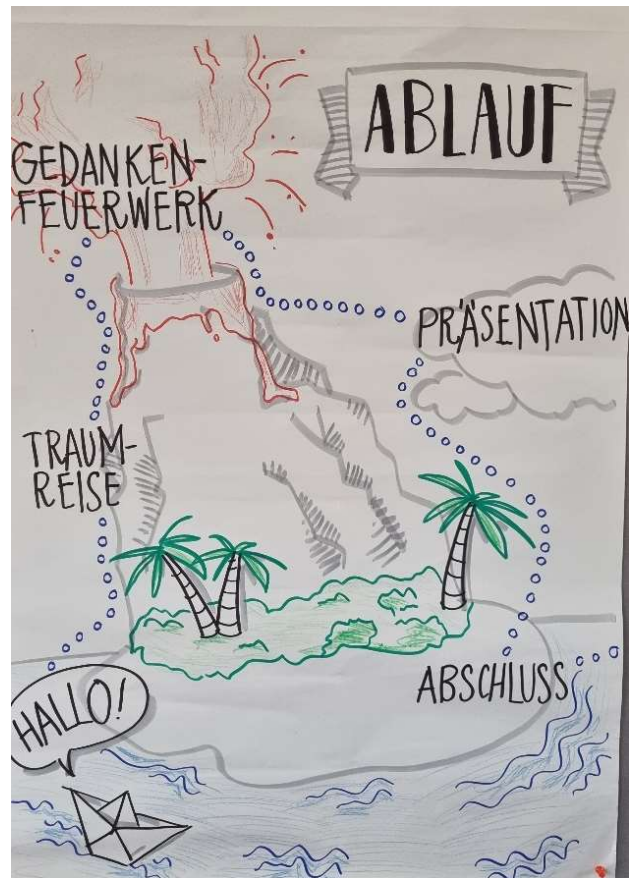 ABLAUF
GEDANKEN-
FEUERWERK
PRÄSENTATION
TRAUM-
REISE
ABSCHLUSS
HALLO!